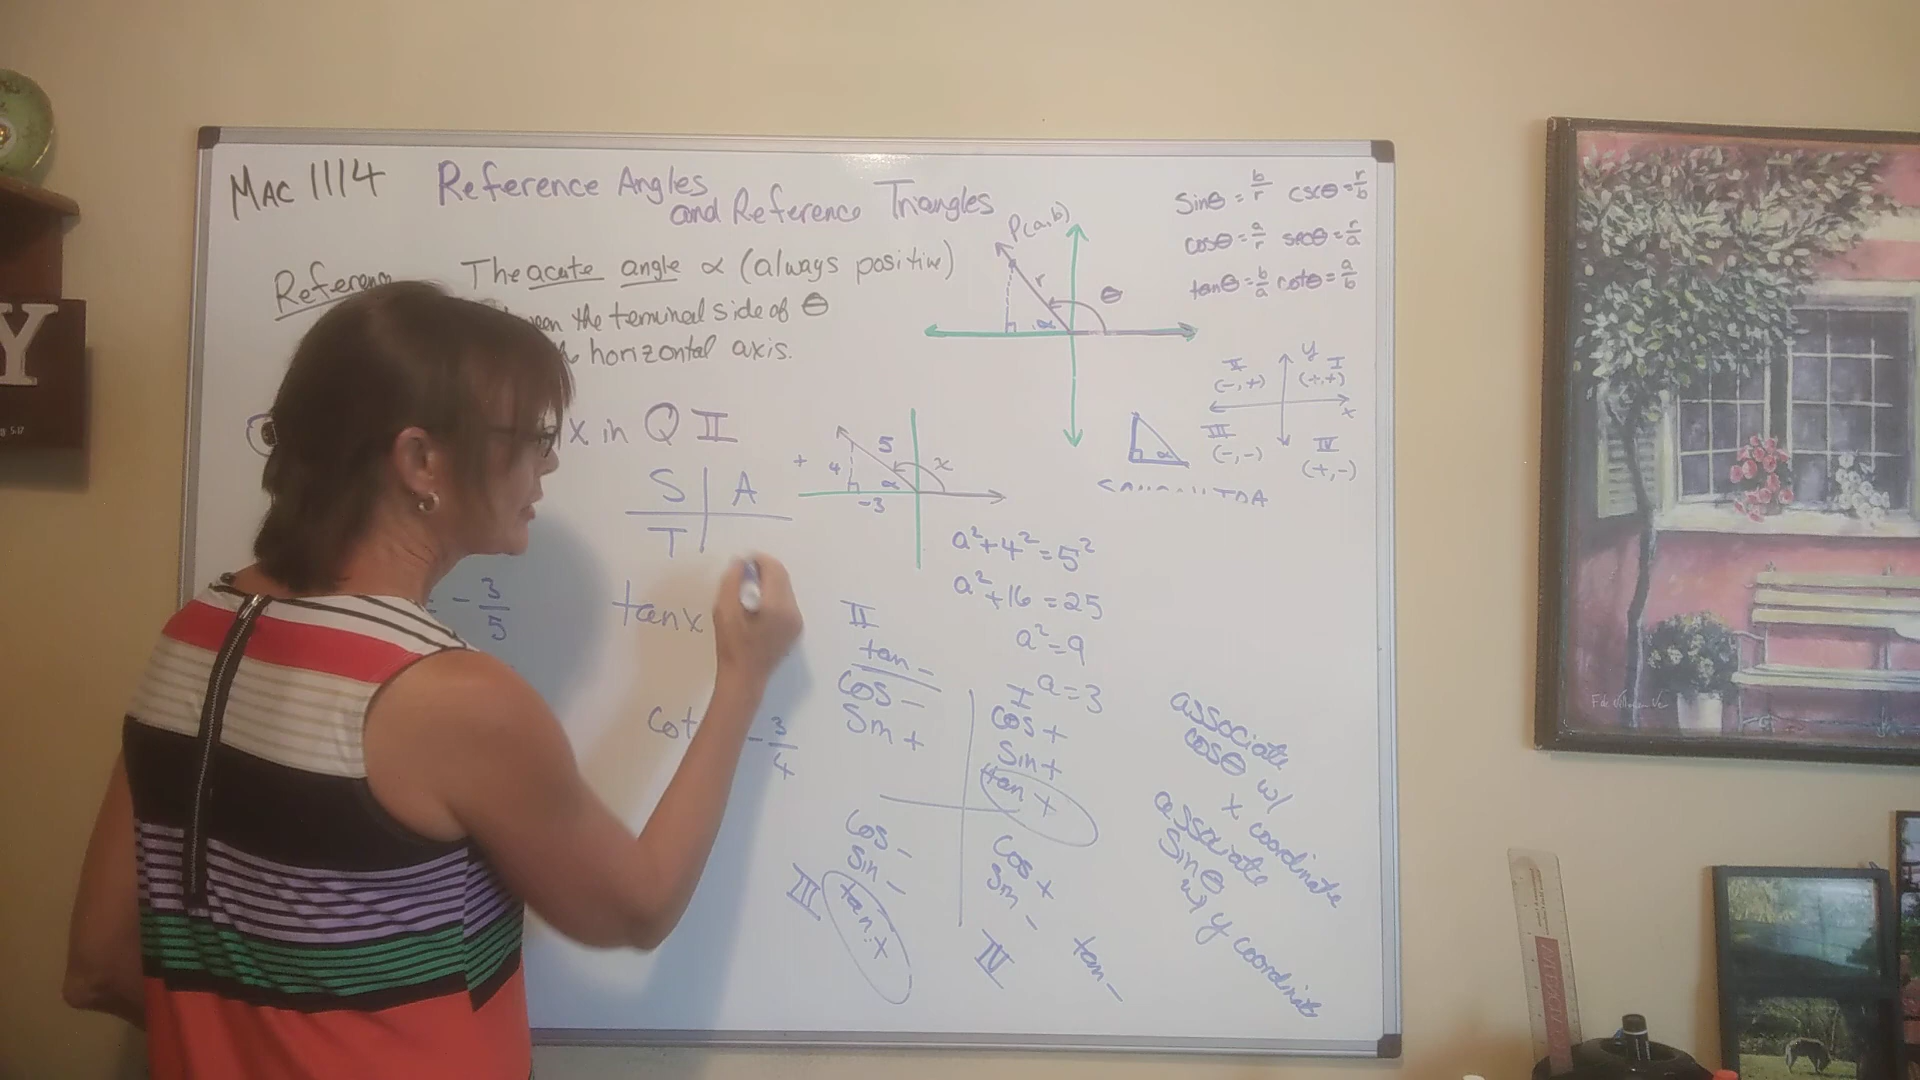 MAC 1114 Reference Angles
and Reference Triangles
Reference The acute angle α (always positive)
the terminal side of θ
horizontal axis.
P(a,b)
r
θ
α
sinθ = b/r cscθ = r/b
cosθ = a/r secθ = r/a
tanθ = b/a cotθ = a/b
y
II I
(-,+) (+,+)
x
III IV
(-,-) (+,-)
α
x in Q II
S A
T
+
4
5
x
α
-3
a²+4²=5²
a²+16=25
a²=9
a=3
= -3/5
tan x
cot -3/4
II
tan -
cos -
sin +
I
cos +
sin +
tan +
cos -
sin -
III
tan +
cos +
sin -
IV
tan -
associate
cosθ w/
x coordinate
associate
sinθ
w/ y coordinate
Y